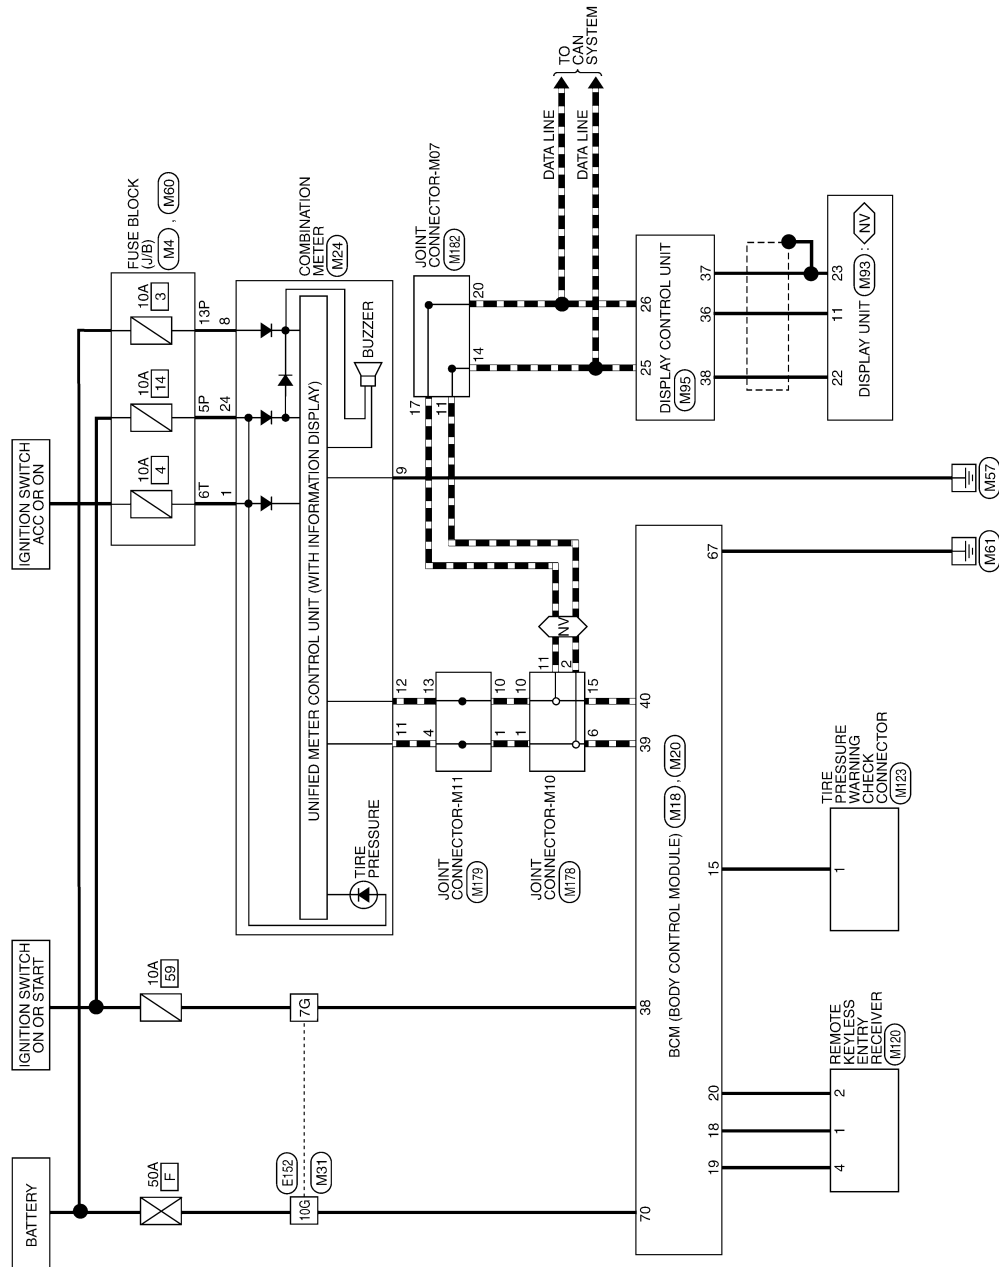 BATTERY
IGNITION SWITCH
ON OR START
IGNITION SWITCH
ACC OR ON
50A
F
10A
59
10A
4
10A
14
10A
3
FUSE BLOCK
(J/B)
M4 , M60
6T
5P
13P
1
24
8
COMBINATION
METER
M24
UNIFIED METER CONTROL UNIT (WITH INFORMATION DISPLAY)
TIRE
PRESSURE
BUZZER
11
12
9
E152
M31
10G
7G
JOINT
CONNECTOR-M11
M179
4
13
1
10
JOINT
CONNECTOR-M10
M178
1
10
11
2
6
15
NV
JOINT
CONNECTOR-M07
M182
17
11
14
20
DATA LINE
DATA LINE
TO
CAN
SYSTEM
70
38
39
40
67
BCM (BODY CONTROL MODULE) M18 , M20
19
18
20
15
25
26
DISPLAY CONTROL UNIT
M95
38
36
37
22
11
23
DISPLAY UNIT M93 : NV
4
1
2
REMOTE
KEYLESS
ENTRY
RECEIVER
M120
1
TIRE
PRESSURE
WARNING
CHECK
CONNECTOR
M123
M61
M57